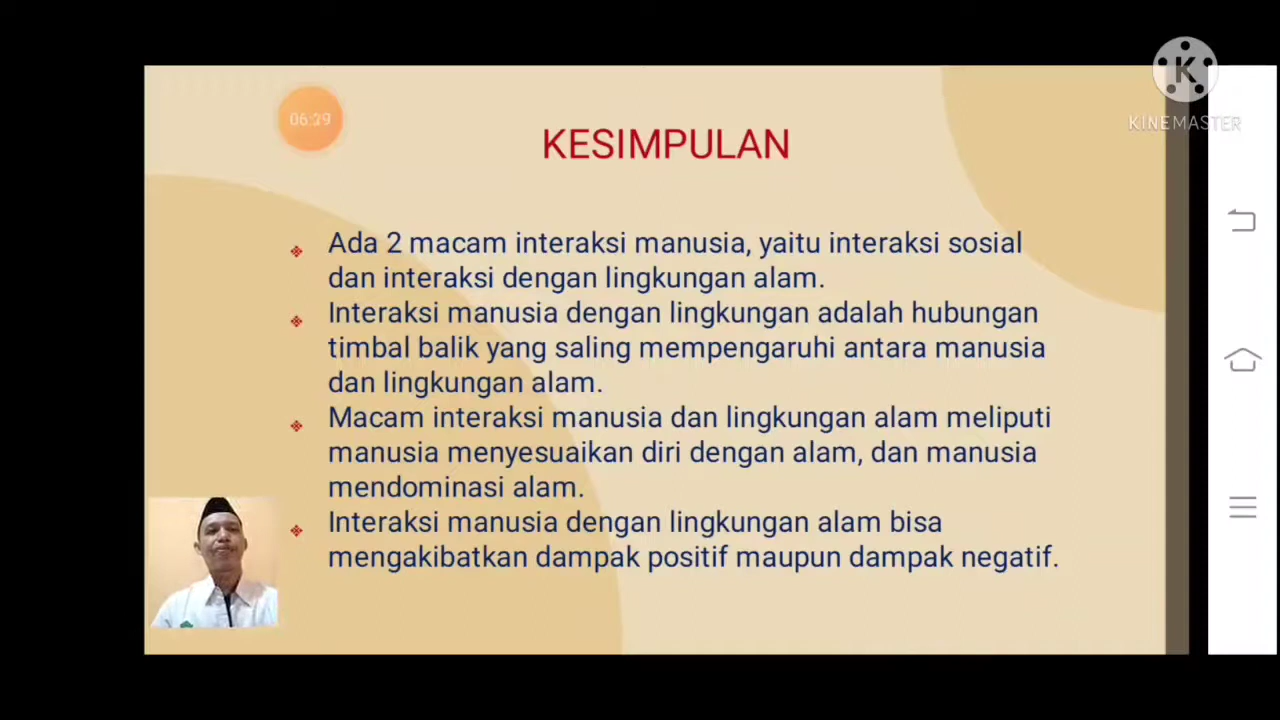 KINEMASTER
06:29
KESIMPULAN
Ada 2 macam interaksi manusia, yaitu interaksi sosial
dan interaksi dengan lingkungan alam.
Interaksi manusia dengan lingkungan adalah hubungan
timbal balik yang saling mempengaruhi antara manusia
dan lingkungan alam.
Macam interaksi manusia dan lingkungan alam meliputi
manusia menyesuaikan diri dengan alam, dan manusia
mendominasi alam.
Interaksi manusia dengan lingkungan alam bisa
mengakibatkan dampak positif maupun dampak negatif.